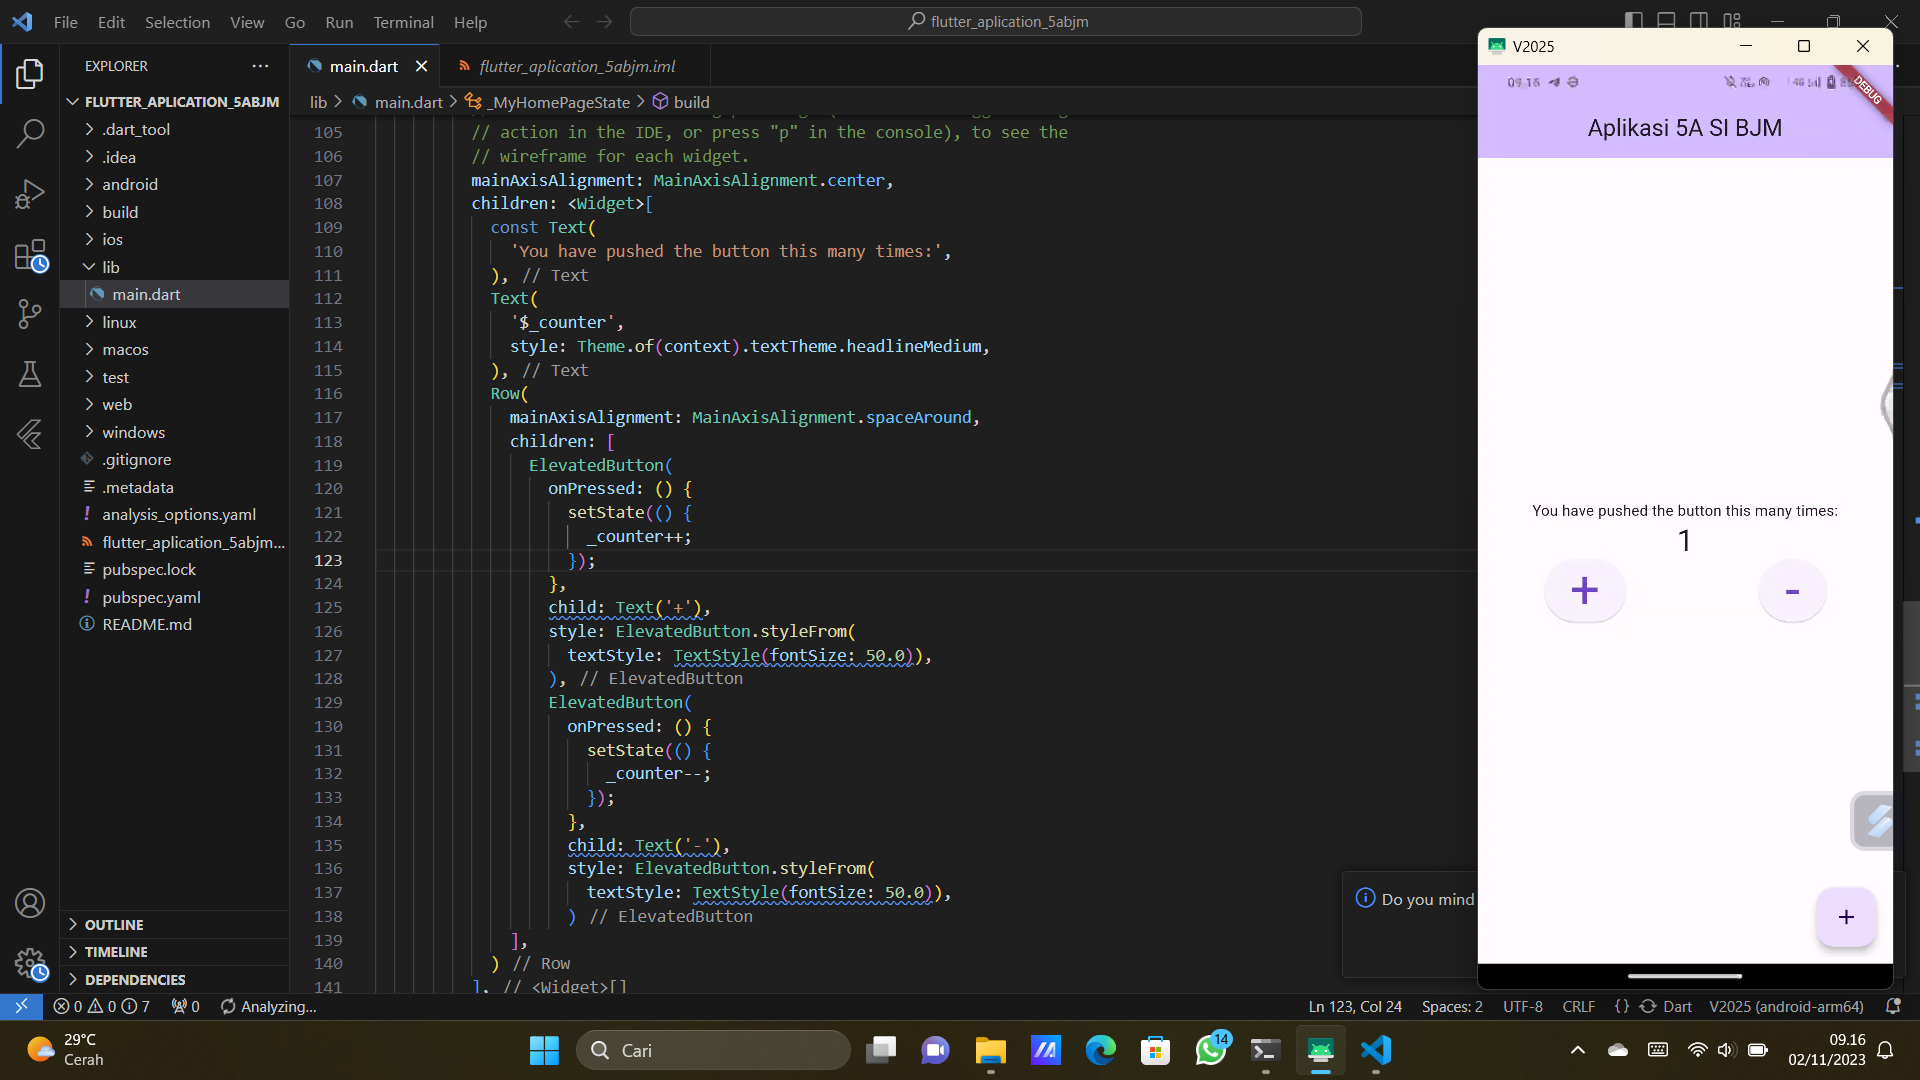 File Edit Selection View Go Run Terminal Help
flutter_aplication_5abjm
EXPLORER
FLUTTER_APLICATION_5ABJM
.dart_tool
.idea
android
build
ios
lib
main.dart
linux
macos
test
web
windows
.gitignore
.metadata
analysis_options.yaml
flutter_aplication_5abjm...
pubspec.lock
pubspec.yaml
README.md
OUTLINE
TIMELINE
DEPENDENCIES
main.dart
flutter_aplication_5abjm.iml
lib > main.dart > _MyHomePageState > build
105 // action in the IDE, or press "p" in the console), to see the
106 // wireframe for each widget.
107 mainAxisAlignment: MainAxisAlignment.center,
108 children: <Widget>[
109 const Text(
110 'You have pushed the button this many times:',
111 ), // Text
112 Text(
113 '$_counter',
114 style: Theme.of(context).textTheme.headlineMedium,
115 ), // Text
116 Row(
117 mainAxisAlignment: MainAxisAlignment.spaceAround,
118 children: [
119 ElevatedButton(
120 onPressed: () {
121 setState(() {
122 _counter++;
123 });
124 },
125 child: Text('+'),
126 style: ElevatedButton.styleFrom(
127 textStyle: TextStyle(fontSize: 50.0)),
128 ), // ElevatedButton
129 ElevatedButton(
130 onPressed: () {
131 setState(() {
132 _counter--;
133 });
134 },
135 child: Text('-'),
136 style: ElevatedButton.styleFrom(
137 textStyle: TextStyle(fontSize: 50.0)),
138 ) // ElevatedButton
139 ],
140 ) // Row
141 ], // <Widget>[]
Do you mind
V2025
09.16
DEBUG
Aplikasi 5A SI BJM
You have pushed the button this many times:
1
+ -
+
0 0 7 0 Analyzing...
Ln 123, Col 24 Spaces: 2 UTF-8 CRLF {} Dart V2025 (android-arm64)
29°C
Cerah
Cari
14
09.16
02/11/2023